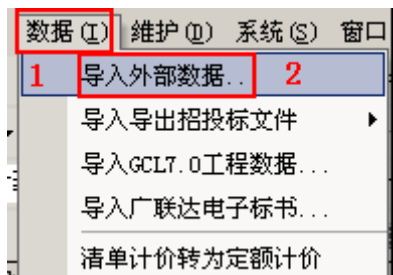 数据(I) 维护(D) 系统(S) 窗口
1 导入外部数据.. 2
导入导出招投标文件
导入GCL7.0工程数据...
导入广联达电子标书...
清单计价转为定额计价